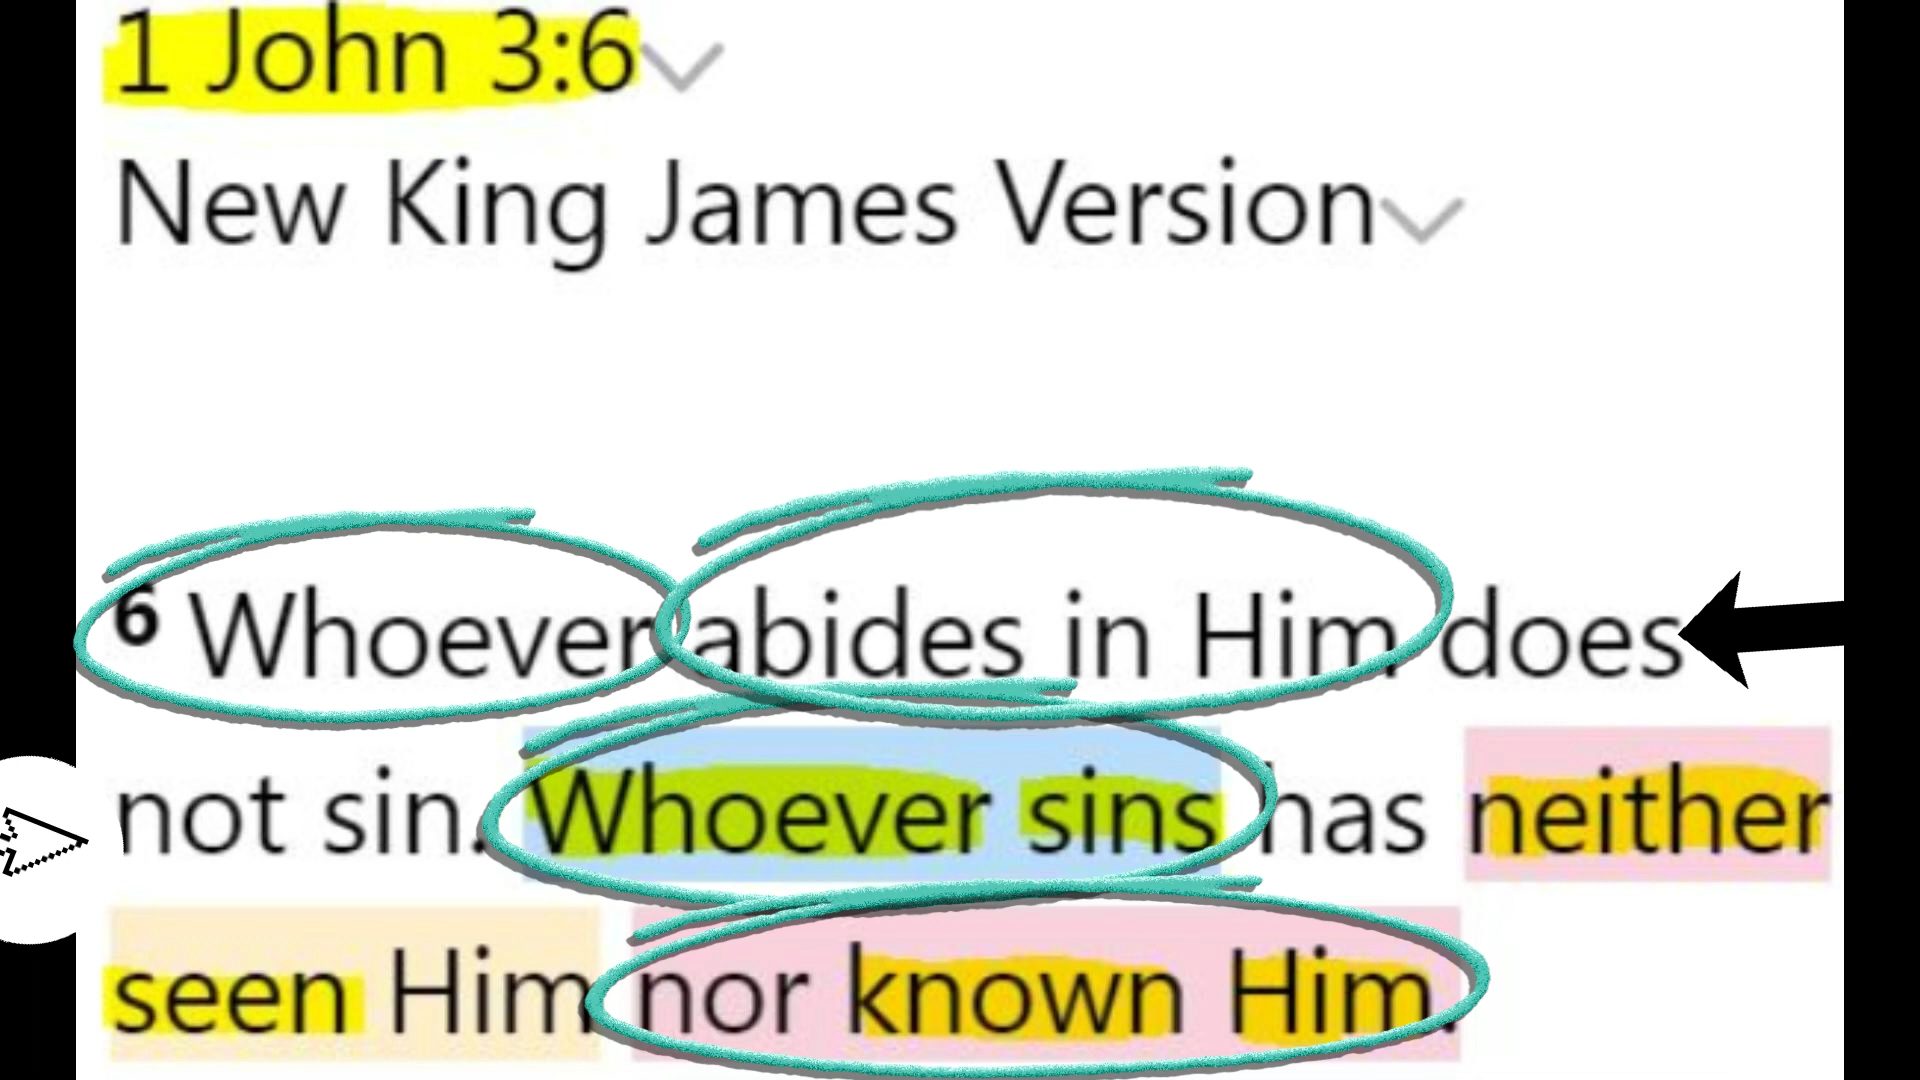 1 John 3:6
New King James Version
6 Whoever abides in Him does
not sin. Whoever sins has neither
seen Him nor known Him.